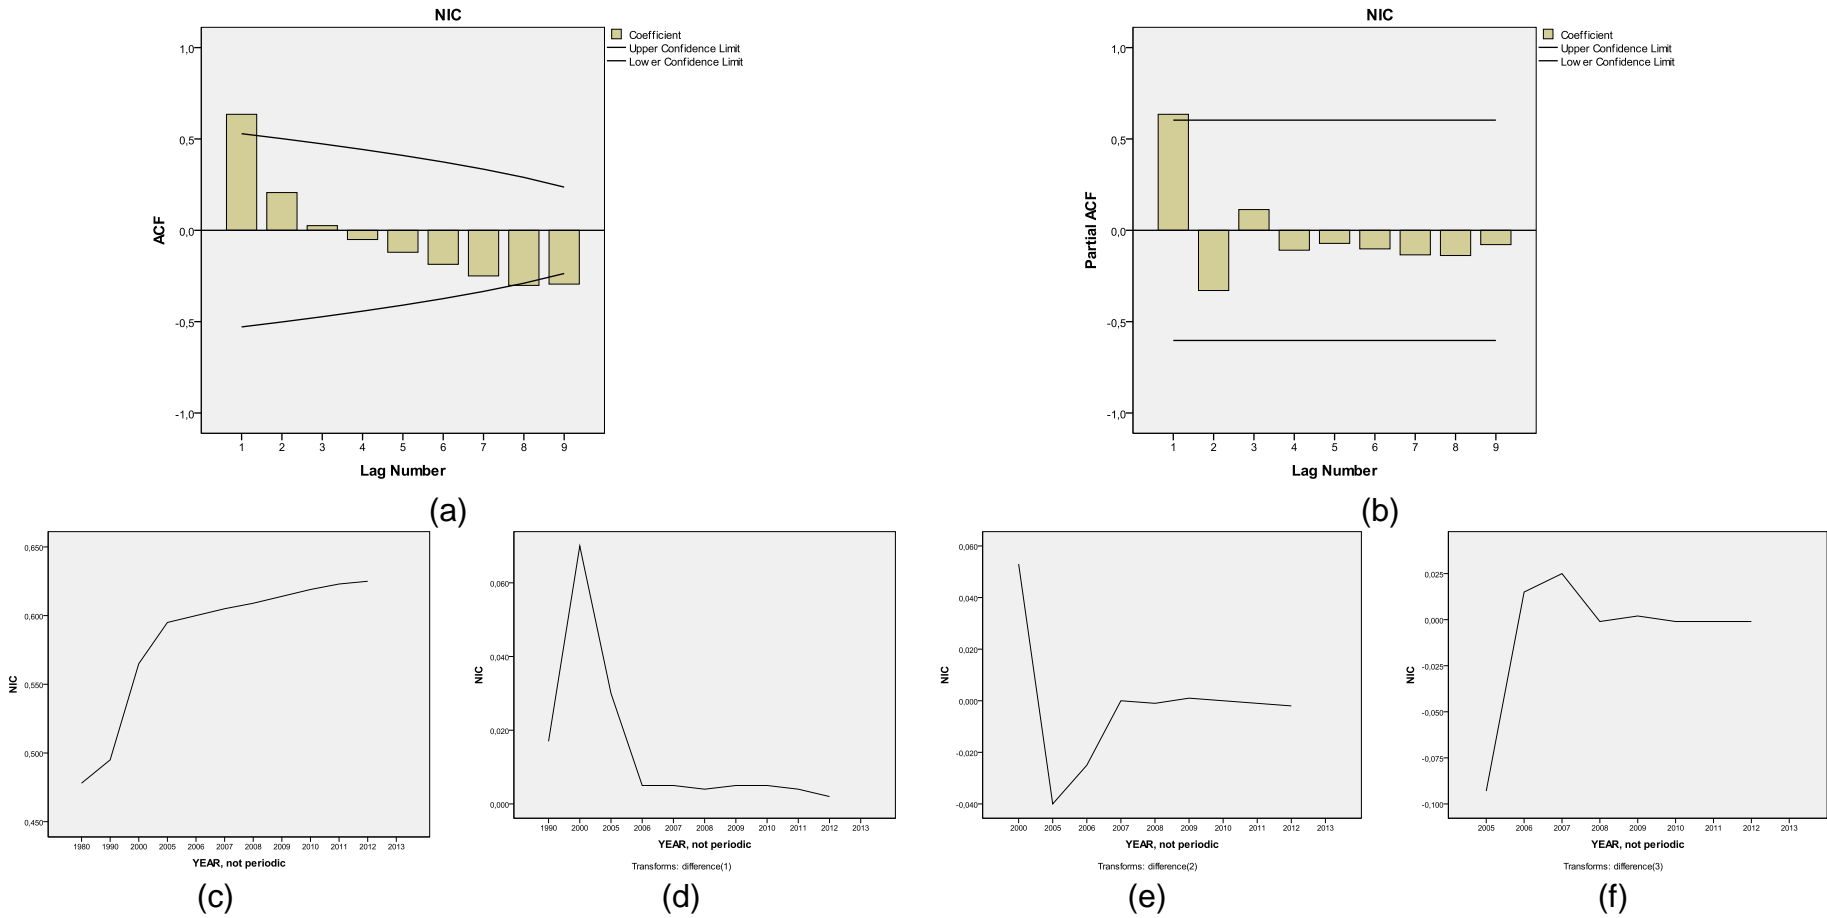 NIC
Coefficient
Upper Confidence Limit
Lower Confidence Limit
1,0
0,5
0,0
-0,5
-1,0
ACF
1 2 3 4 5 6 7 8 9
Lag Number
(a)
NIC
Coefficient
Upper Confidence Limit
Lower Confidence Limit
1,0
0,5
0,0
-0,5
-1,0
Partial ACF
1 2 3 4 5 6 7 8 9
Lag Number
(b)
0,650
0,600
0,550
0,500
0,450
NIC
1980 1990 2000 2005 2006 2007 2008 2009 2010 2011 2012 2013
YEAR, not periodic
(c)
0,060
0,040
0,020
0,000
NIC
1990 2000 2005 2006 2007 2008 2009 2010 2011 2012 2013
YEAR, not periodic
Transforms: difference(1)
(d)
0,060
0,040
0,020
0,000
-0,020
-0,040
NIC
2000 2005 2006 2007 2008 2009 2010 2011 2012 2013
YEAR, not periodic
Transforms: difference(2)
(e)
0,025
0,000
-0,025
-0,050
-0,075
-0,100
NIC
2005 2006 2007 2008 2009 2010 2011 2012 2013
YEAR, not periodic
Transforms: difference(3)
(f)